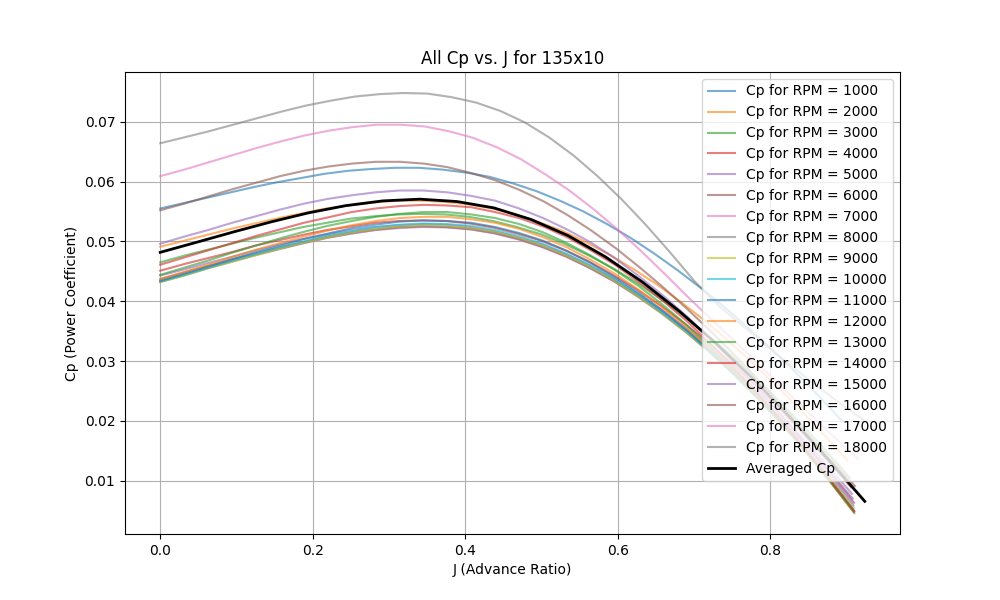 All Cp vs. J for 135x10
Cp (Power Coefficient)
0.07
0.06
0.05
0.04
0.03
0.02
0.01
Cp for RPM = 1000
Cp for RPM = 2000
Cp for RPM = 3000
Cp for RPM = 4000
Cp for RPM = 5000
Cp for RPM = 6000
Cp for RPM = 7000
Cp for RPM = 8000
Cp for RPM = 9000
Cp for RPM = 10000
Cp for RPM = 11000
Cp for RPM = 12000
Cp for RPM = 13000
Cp for RPM = 14000
Cp for RPM = 15000
Cp for RPM = 16000
Cp for RPM = 17000
Cp for RPM = 18000
Averaged Cp
0.0 0.2 0.4 0.6 0.8
J (Advance Ratio)